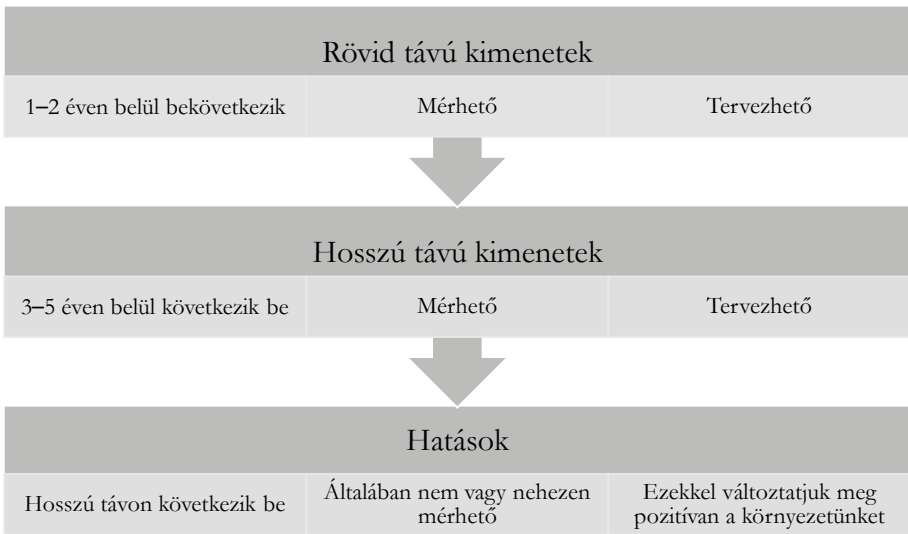 Rövid távú kimenetek
1–2 éven belül bekövetkezik
Mérhető
Tervezhető
Hosszú távú kimenetek
3–5 éven belül következik be
Mérhető
Tervezhető
Hatások
Hosszú távon következik be
Általában nem vagy nehezen
mérhető
Ezekkel változtatjuk meg
pozitívan a környezetünket